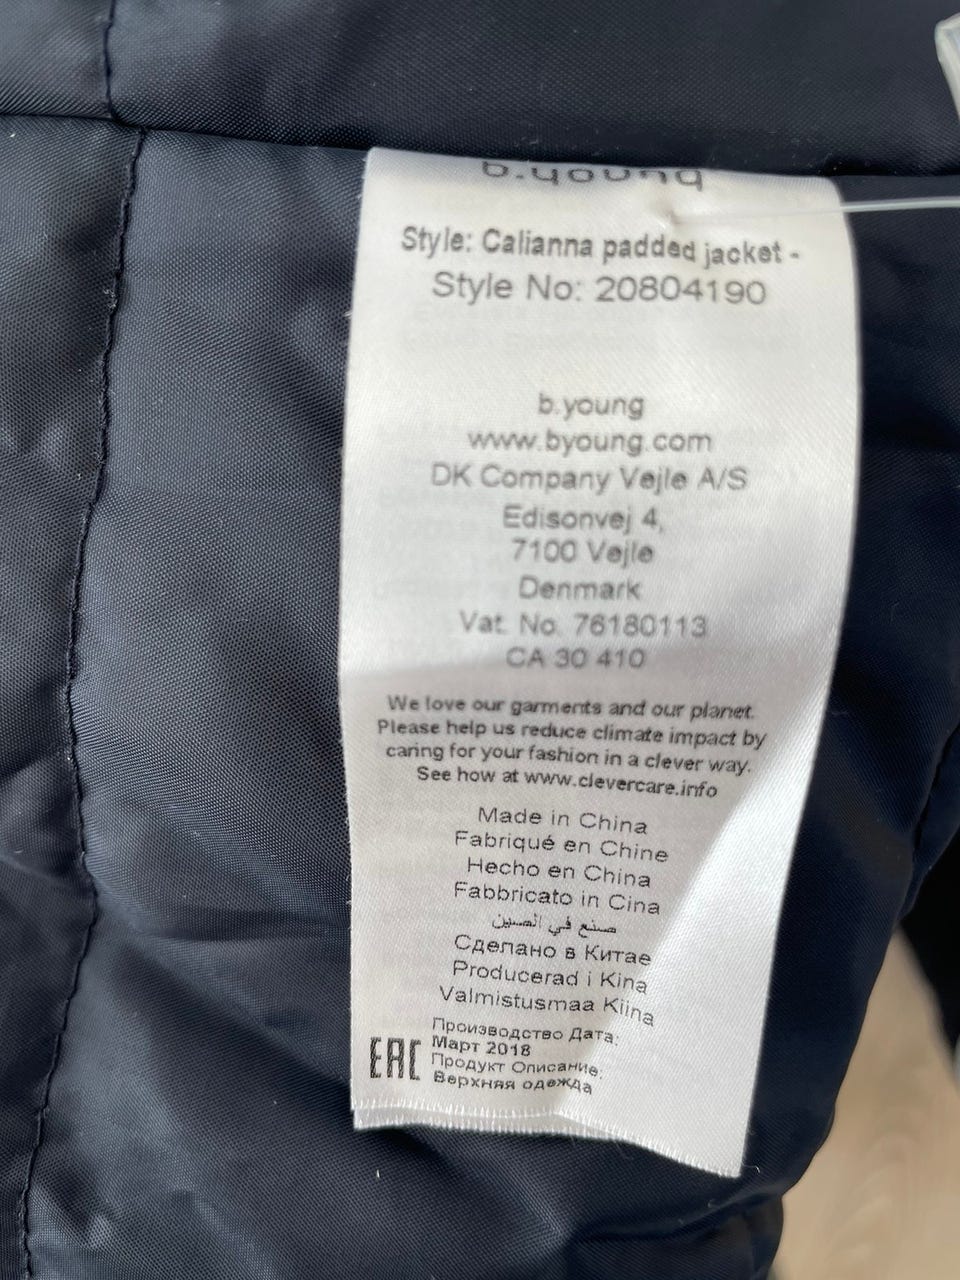 b.young
Style: Calianna padded jacket -
Style No: 20804190
b.young
www.byoung.com
DK Company Vejle A/S
Edisonvej 4,
7100 Vejle
Denmark
Vat. No. 76180113
CA 30 410
We love our garments and our planet.
Please help us reduce climate impact by
caring for your fashion in a clever way.
See how at www.clevercare.info
Made in China
Fabriqué en Chine
Hecho en China
Fabbricato in Cina
صنع في الصين
Сделано в Китае
Producerad i Kina
Valmistusmaa Kiina
EAC
Производство Дата:
Март 2018
Продукт Описание:
Верхняя одежда